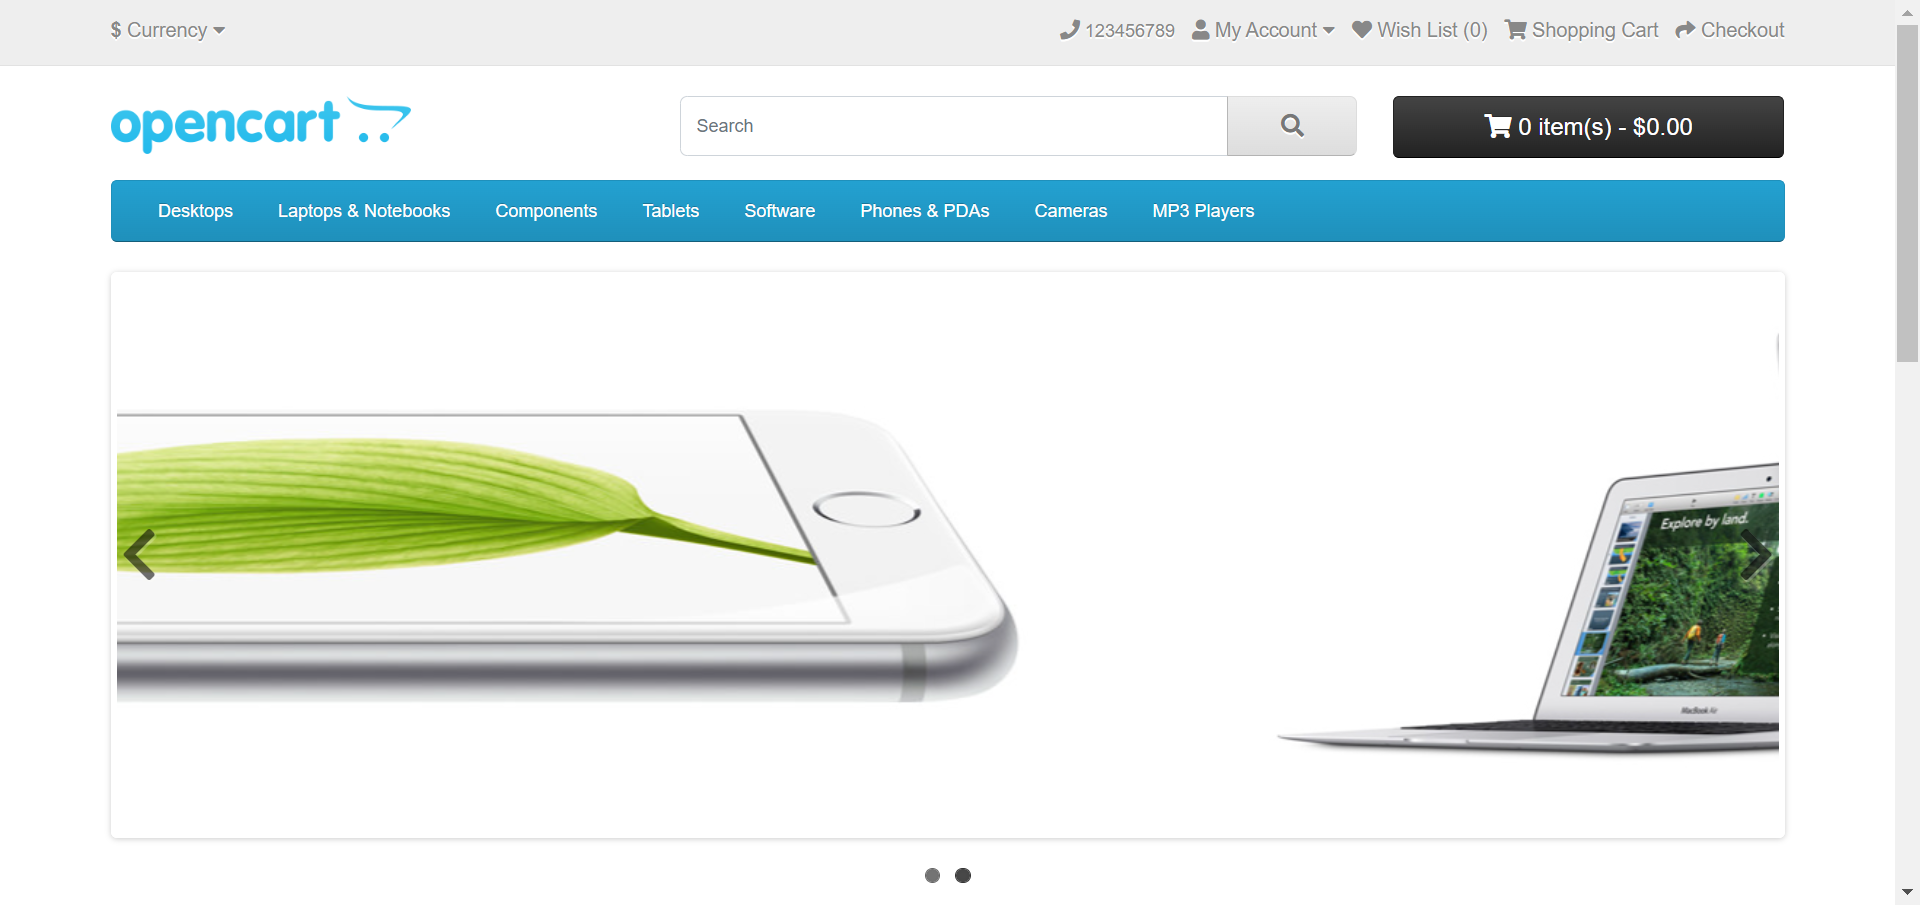 $ Currency
123456789 My Account Wish List (0) Shopping Cart Checkout
opencart
Search
0 item(s) - $0.00
Desktops Laptops & Notebooks Components Tablets Software Phones & PDAs Cameras MP3 Players
Explore by land.
MacBook Air